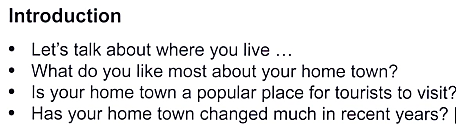 Introduction
• Let's talk about where you live …
• What do you like most about your home town?
• Is your home town a popular place for tourists to visit?
• Has your home town changed much in recent years?